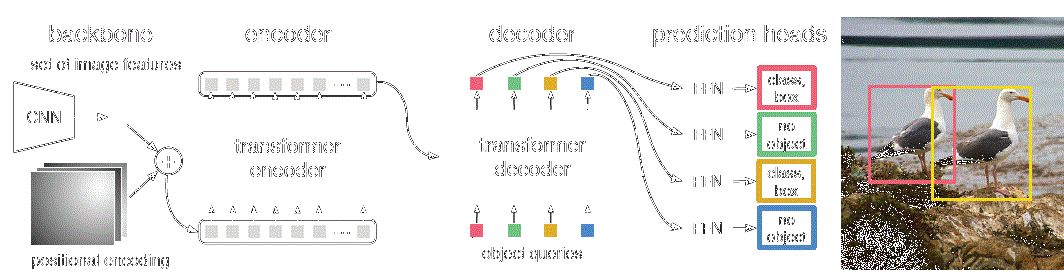 backbone
encoder
decoder
prediction heads
set of image features
CNN
+
positional encoding
transformer
encoder
transformer
decoder
object queries
FFN
class,
box
FFN
no
object
FFN
class,
box
FFN
no
object